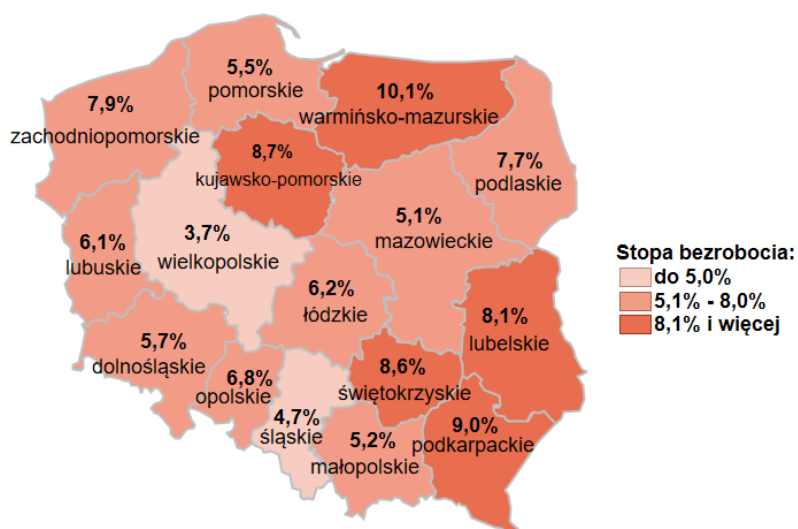 5,5%
pomorskie
10,1%
warmińsko-mazurskie
7,9%
zachodniopomorskie
8,7%
kujawsko-pomorskie
7,7%
podlaskie
5,1%
mazowieckie
6,1%
lubuskie
3,7%
wielkopolskie
6,2%
łódzkie
8,1%
lubelskie
5,7%
dolnośląskie
6,8%
opolskie
4,7%
śląskie
8,6%
świętokrzyskie
5,2%
małopolskie
9,0%
podkarpackie
Stopa bezrobocia:
do 5,0%
5,1% - 8,0%
8,1% i więcej